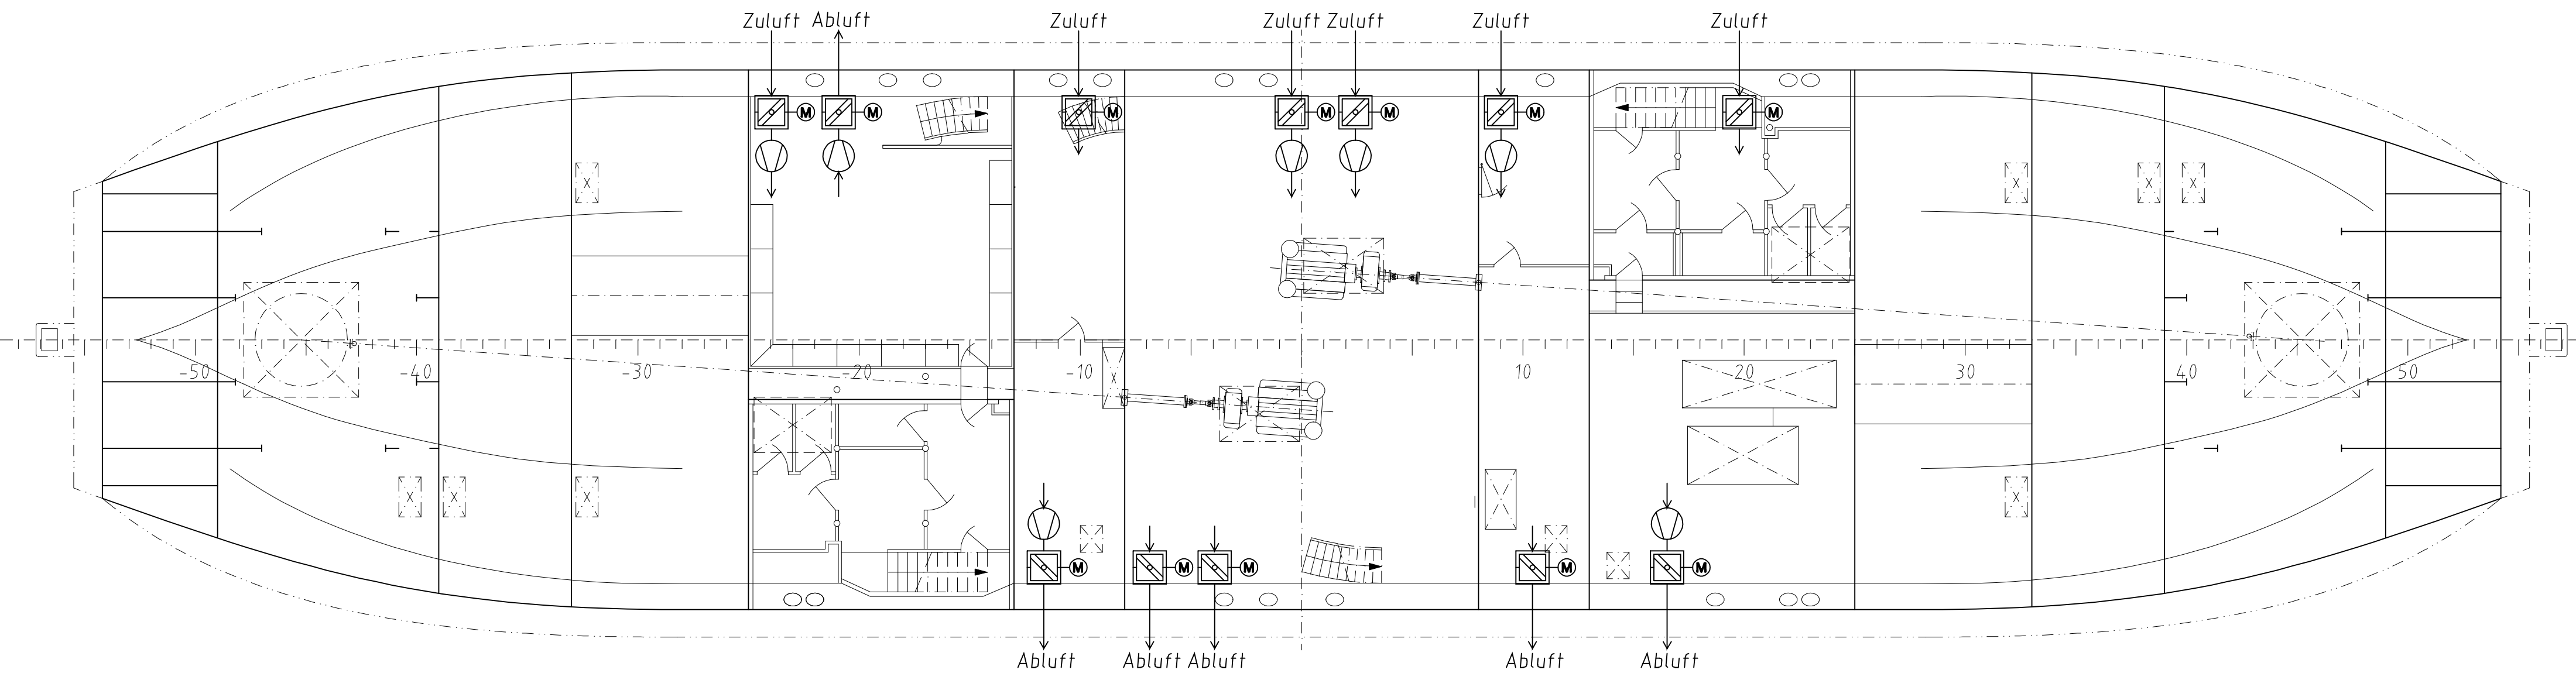 Zuluft Abluft Zuluft Zuluft Zuluft Zuluft Zuluft
M M M M M M M
-50 -40 -30 -20 -10 10 20 30 40 50
M M M M M
Abluft Abluft Abluft Abluft Abluft